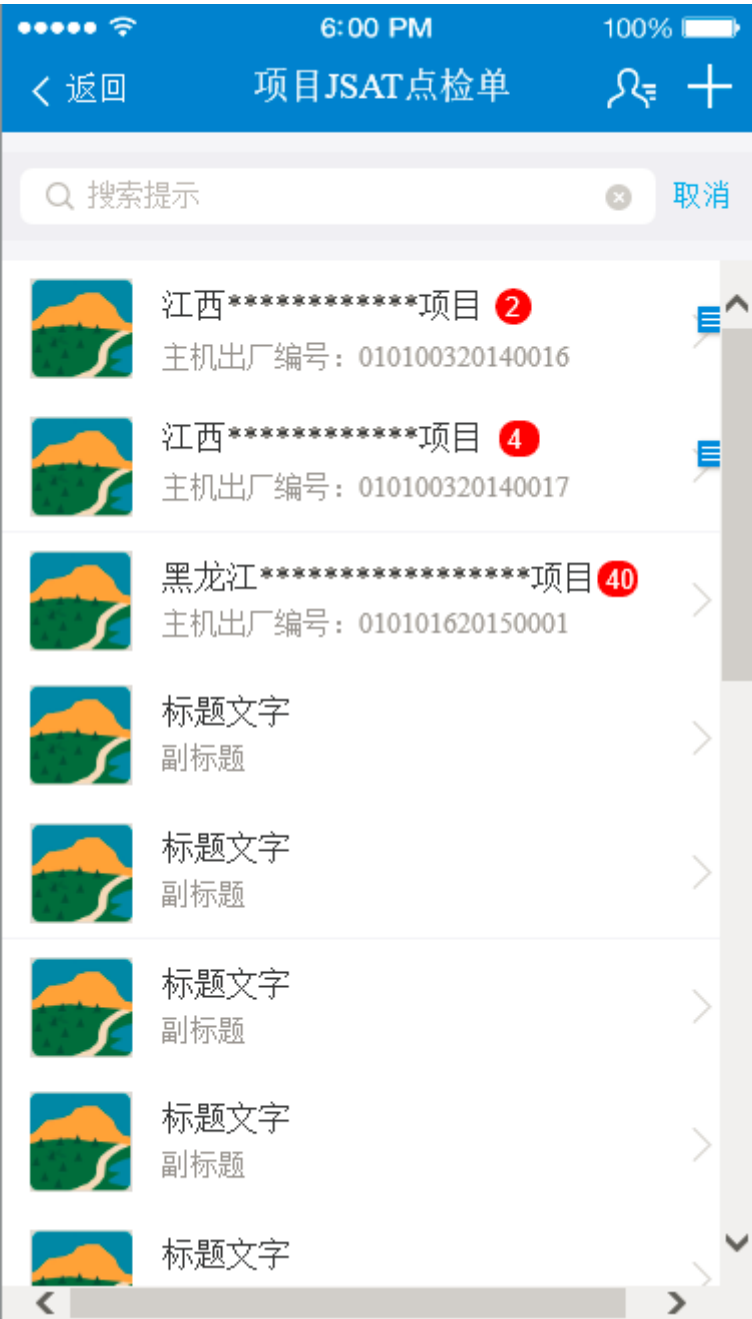 6:00 PM 100%
返回 项目JSAT点检单
搜索提示 取消
江西************项目 2
主机出厂编号：010100320140016
江西************项目 4
主机出厂编号：010100320140017
黑龙江*****************项目 40
主机出厂编号：010101620150001
标题文字
副标题
标题文字
副标题
标题文字
副标题
标题文字
副标题
标题文字